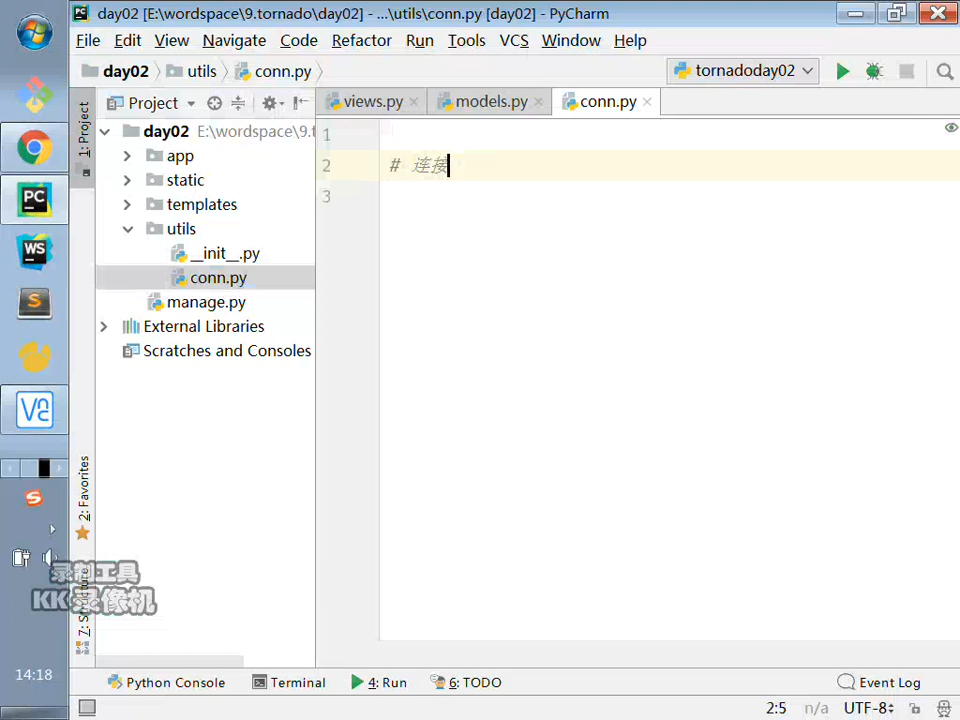 day02 [E:\wordspace\9.tornado\day02] - ...\utils\conn.py [day02] - PyCharm
File Edit View Navigate Code Refactor Run Tools VCS Window Help
day02 utils conn.py tornadoday02
Project views.py models.py conn.py
1: Project
day02 E:\wordspace\9.t
app
static
templates
utils
__init__.py
conn.py
manage.py
External Libraries
Scratches and Consoles
1
2 # 连接
3
2: Favorites
7: Structure
录制工具
KK录像机
14:18
Python Console Terminal 4: Run 6: TODO Event Log
2:5 n/a UTF-8